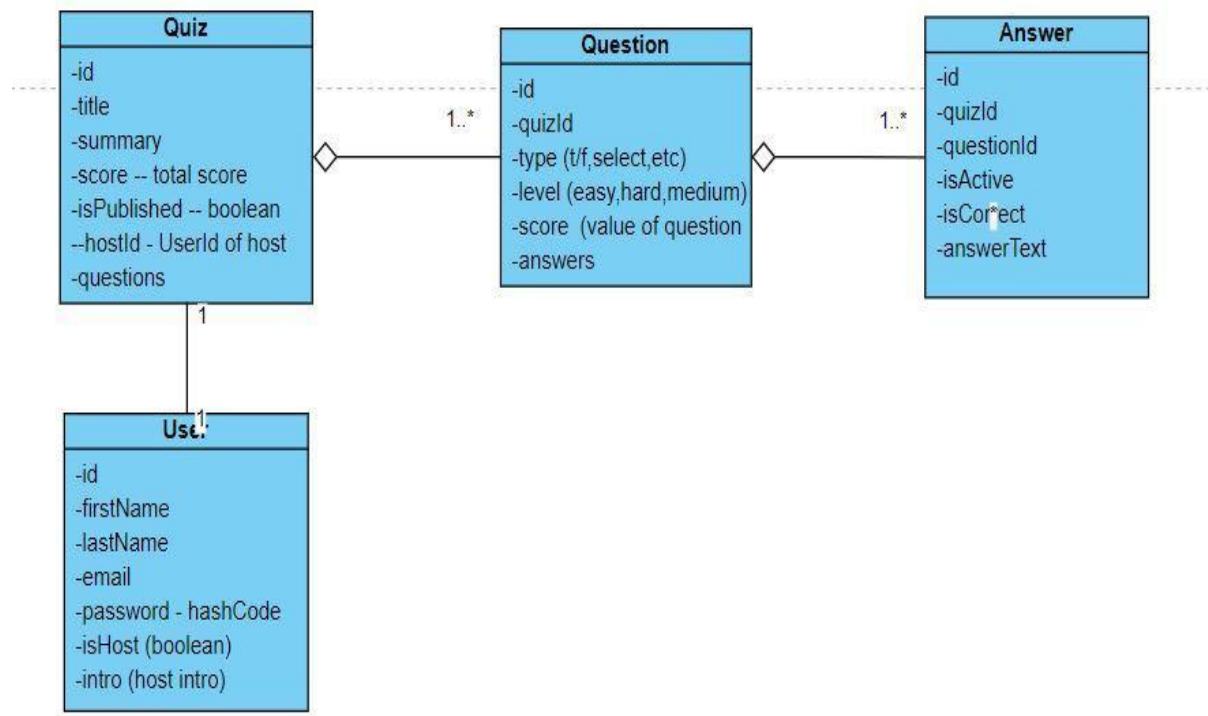 Quiz
-id
-title
-summary
-score -- total score
-isPublished -- boolean
--hostId - UserId of host
-questions
1..*
Question
-id
-quizId
-type (t/f,select,etc)
-level (easy,hard,medium)
-score (value of question
-answers
1..*
Answer
-id
-quizId
-questionId
-isActive
-isCor*ect
-answerText
1
1
User
-id
-firstName
-lastName
-email
-password - hashCode
-isHost (boolean)
-intro (host intro)